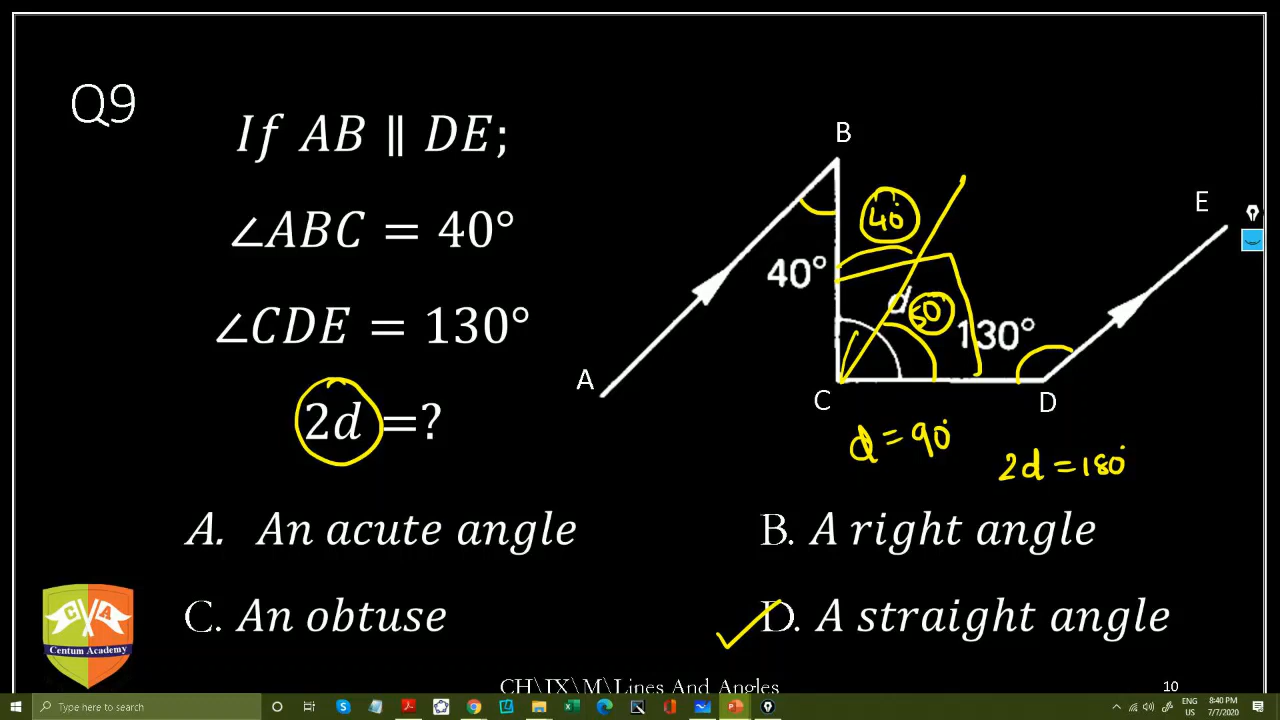 Q9
If AB ∥ DE;
∠ABC = 40°
∠CDE = 130°
2d =?
B
E
40°
40°
d
50°
130°
A
C
D
d = 90°
2d = 180°
A. An acute angle
B. A right angle
C. An obtuse
D. A straight angle
C A
Centum Academy
CH\IX\M\Lines And Angles
10
Type here to search
ENG
US
8:40 PM
7/7/2020